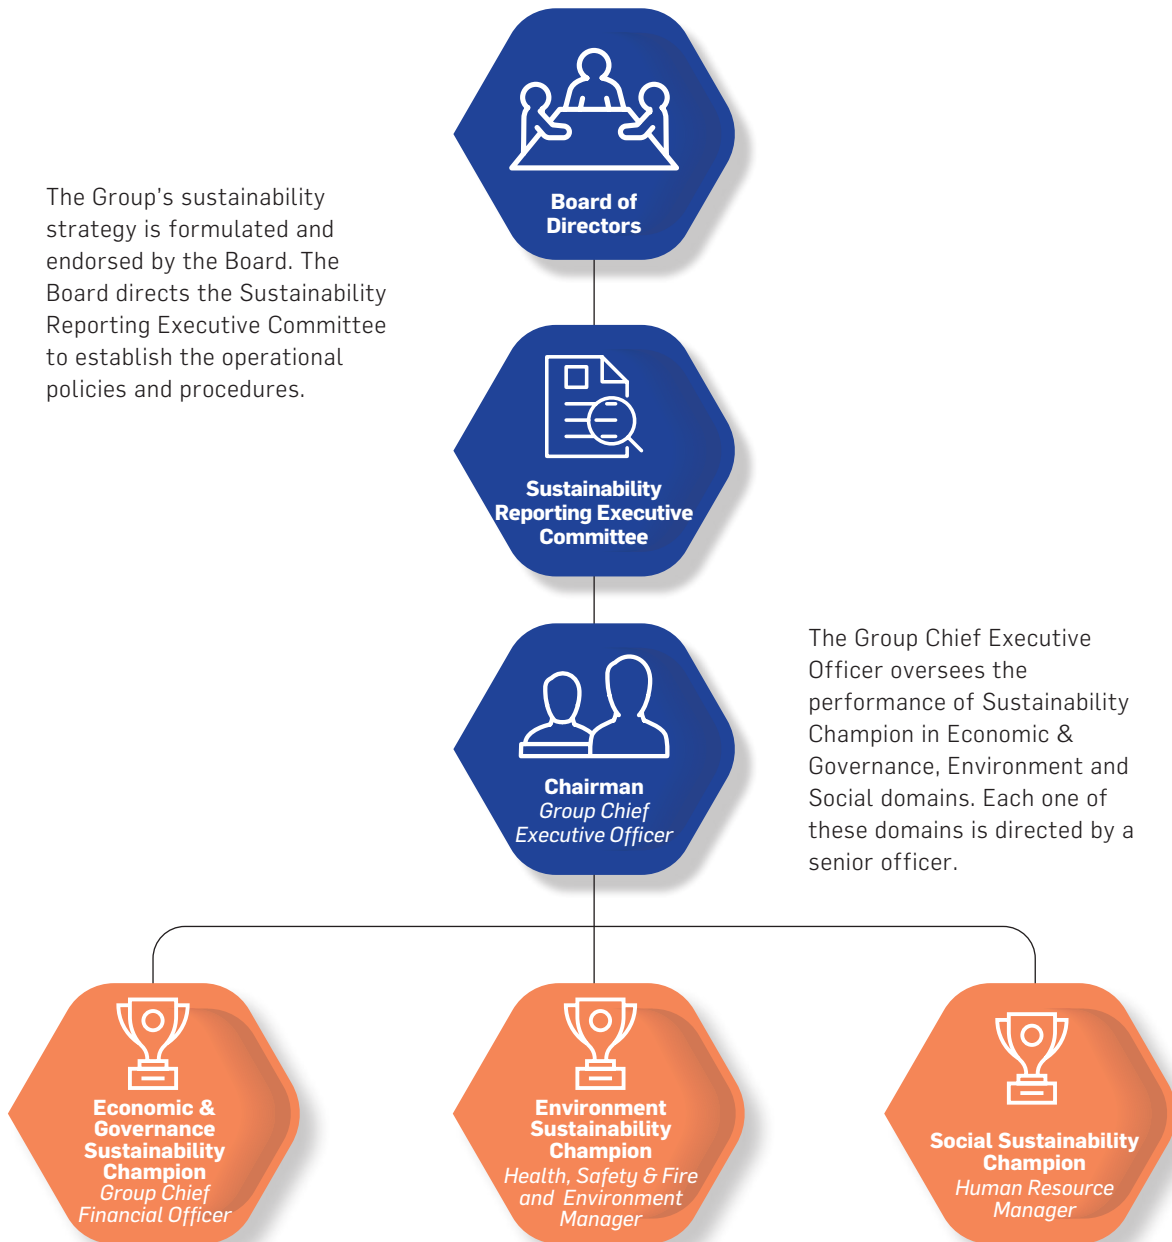 Board of
Directors
The Group's sustainability
strategy is formulated and
endorsed by the Board. The
Board directs the Sustainability
Reporting Executive Committee
to establish the operational
policies and procedures.
Sustainability
Reporting Executive
Committee
Chairman
Group Chief
Executive Officer
The Group Chief Executive
Officer oversees the
performance of Sustainability
Champion in Economic &
Governance, Environment and
Social domains. Each one of
these domains is directed by a
senior officer.
Economic &
Governance
Sustainability
Champion
Group Chief
Financial Officer
Environment
Sustainability
Champion
Health, Safety & Fire
and Environment
Manager
Social Sustainability
Champion
Human Resource
Manager